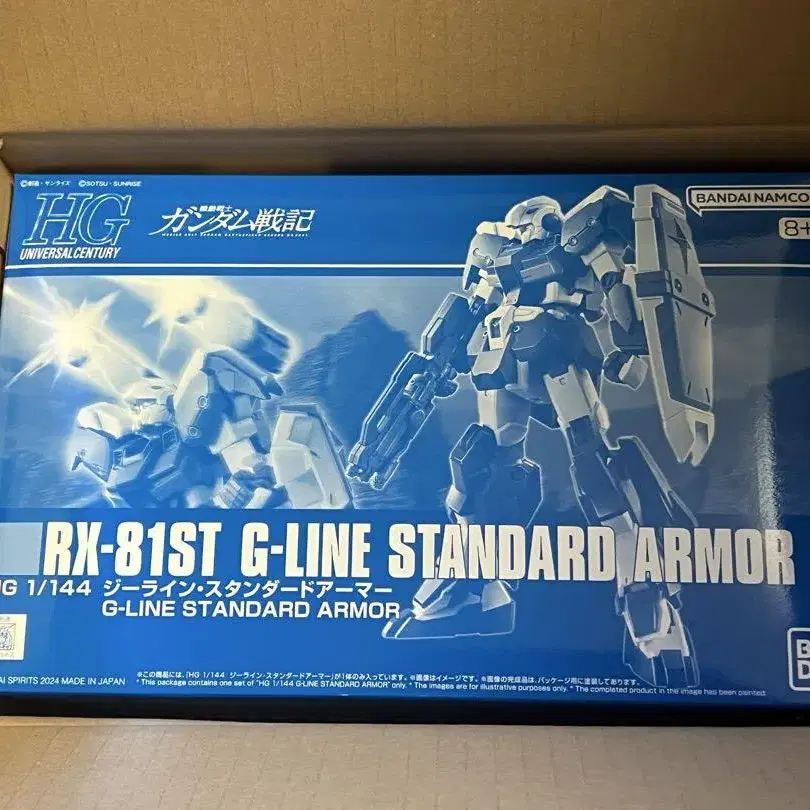 ©創通・サンライズ ©SOTSU・SUNRISE
HG
UNIVERSAL CENTURY
機動戦士
ガンダム戦記
BANDAI NAMCO
8+
RX-81ST G-LINE STANDARD ARMOR
HG 1/144 ジーライン・スタンダードアーマー
G-LINE STANDARD ARMOR
SPIRITS 2024 MADE IN JAPAN
※この商品には、「HG 1/144 ジーライン・スタンダードアーマー」が1体のみ入っています。※画像はイメージです。※画像の完成品は、パッケージ用に塗装してあります。
* This package contains one set of "HG 1/144 G-LINE STANDARD ARMOR" only. * The images are for illustrative purposes only. * The completed product in the image has been painted.